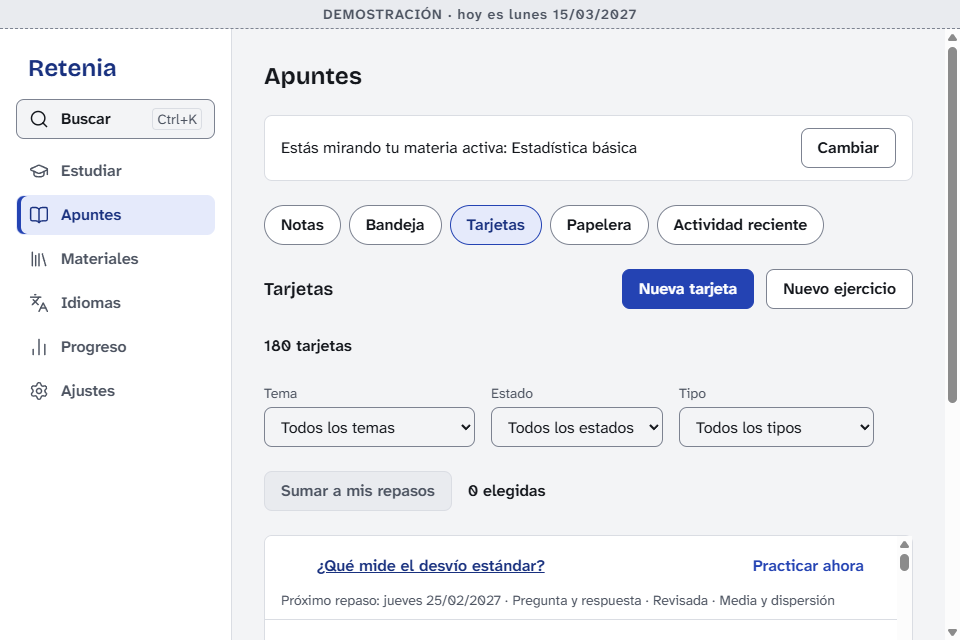 DEMOSTRACIÓN · hoy es lunes 15/03/2027
Retenia
Buscar Ctrl+K
Estudiar
Apuntes
Materiales
Idiomas
Progreso
Ajustes
Apuntes
Estás mirando tu materia activa: Estadística básica
Cambiar
Notas Bandeja Tarjetas Papelera Actividad reciente
Tarjetas
Nueva tarjeta Nuevo ejercicio
180 tarjetas
Tema Estado Tipo
Todos los temas Todos los estados Todos los tipos
Sumar a mis repasos 0 elegidas
¿Qué mide el desvío estándar? Practicar ahora
Próximo repaso: jueves 25/02/2027 · Pregunta y respuesta · Revisada · Media y dispersión